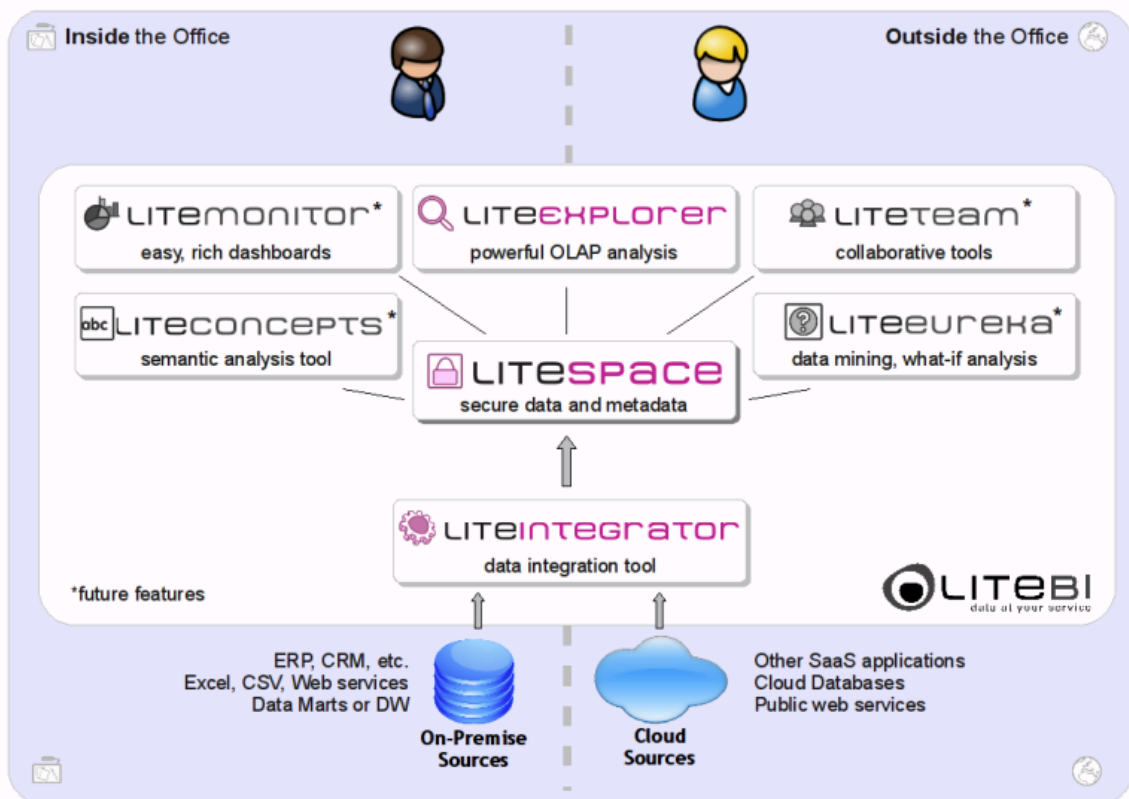 Inside the Office
Outside the Office
LITEMONITOR*
easy, rich dashboards
LITEEXPLORER
powerful OLAP analysis
LITETEAM*
collaborative tools
abc LITECONCEPTS*
semantic analysis tool
LITESPACE
secure data and metadata
? LITEEUREKA*
data mining, what-if analysis
LITEINTEGRATOR
data integration tool
*future features
LITEBI
data at your service
ERP, CRM, etc.
Excel, CSV, Web services
Data Marts or DW
On-Premise
Sources
Cloud
Sources
Other SaaS applications
Cloud Databases
Public web services